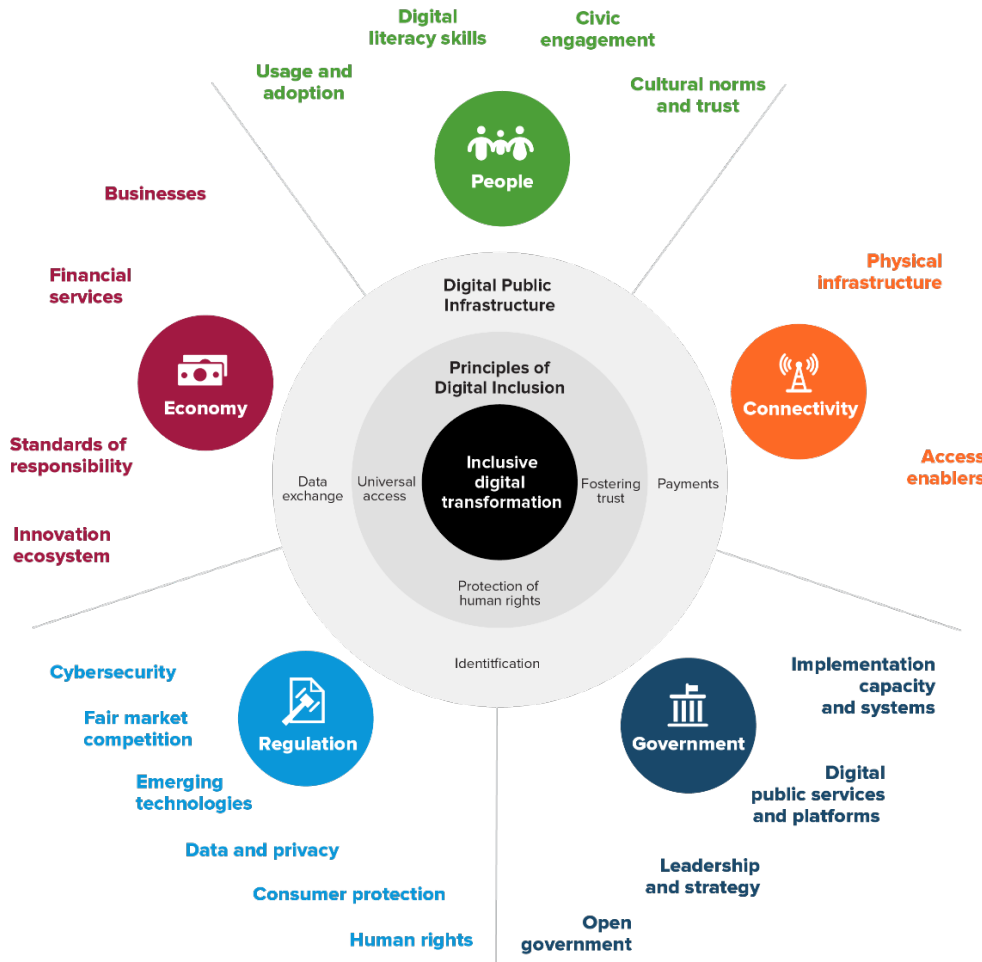 Digital
literacy skills
Civic
engagement
Usage and
adoption
Cultural norms
and trust
People
Businesses
Financial
services
Economy
Standards of
responsibility
Innovation
ecosystem
Physical
infrastructure
Connectivity
Access
enablers
Digital Public
Infrastructure
Principles of
Digital Inclusion
Inclusive
digital
transformation
Data
exchange
Universal
access
Fostering
trust
Payments
Protection of
human rights
Identitfication
Cybersecurity
Fair market
competition
Regulation
Emerging
technologies
Data and privacy
Consumer protection
Human rights
Government
Implementation
capacity
and systems
Digital
public services
and platforms
Leadership
and strategy
Open
government